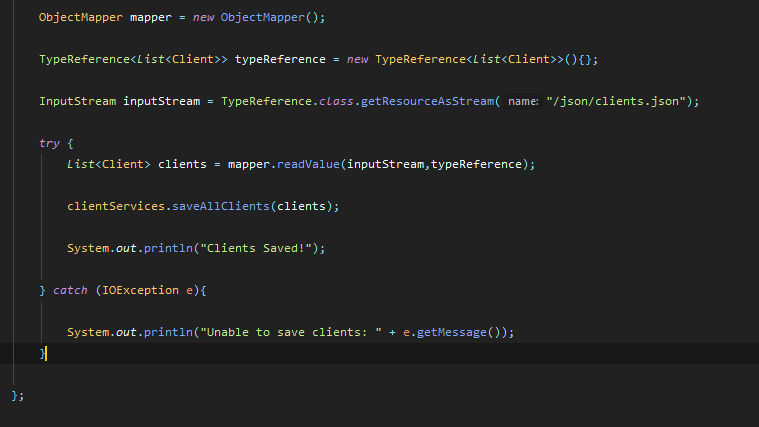 ObjectMapper mapper = new ObjectMapper();
TypeReference<List<Client>> typeReference = new TypeReference<List<Client>>(){};
InputStream inputStream = TypeReference.class.getResourceAsStream( name: "/json/clients.json");
try {
List<Client> clients = mapper.readValue(inputStream,typeReference);
clientServices.saveAllClients(clients);
System.out.println("Clients Saved!");
} catch (IOException e){
System.out.println("Unable to save clients: " + e.getMessage());
}
};